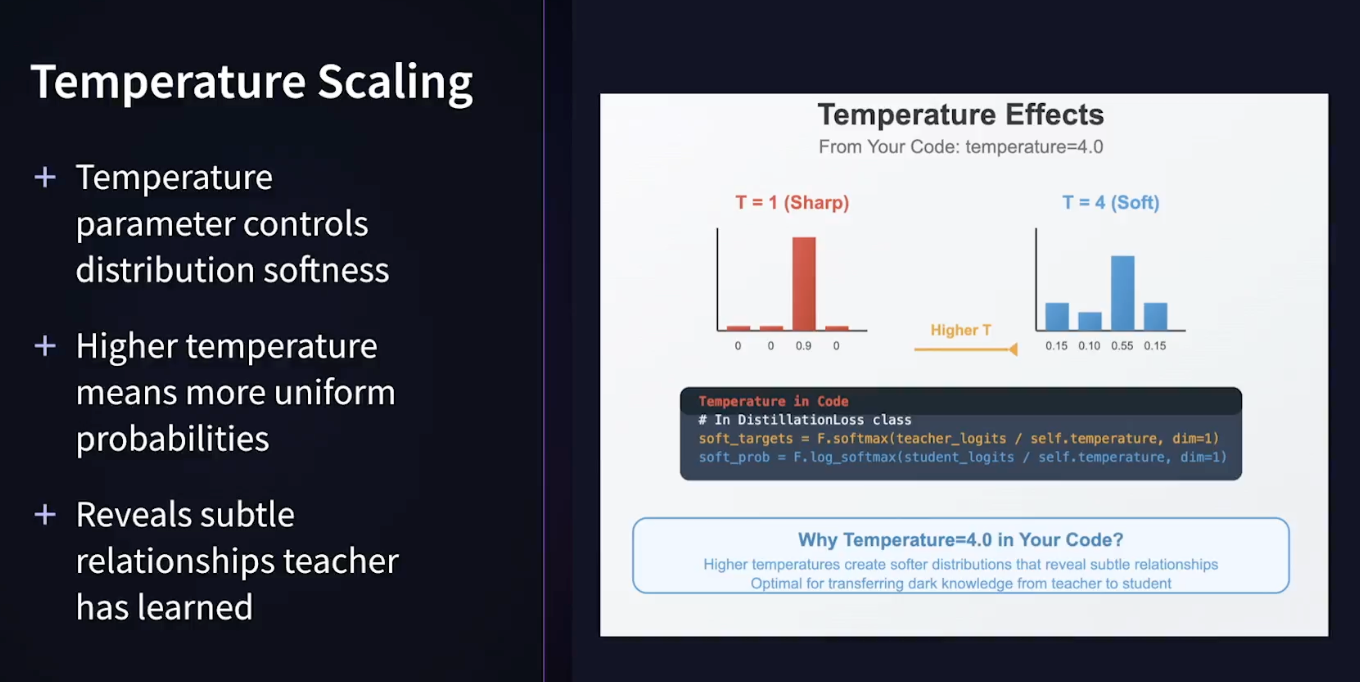 Temperature Scaling
+ Temperature
parameter controls
distribution softness
+ Higher temperature
means more uniform
probabilities
+ Reveals subtle
relationships teacher
has learned
Temperature Effects
From Your Code: temperature=4.0
T = 1 (Sharp)
0 0 0.9 0
Higher T
T = 4 (Soft)
0.15 0.10 0.55 0.15
Temperature in Code
# In DistillationLoss class
soft_targets = F.softmax(teacher_logits / self.temperature, dim=1)
soft_prob = F.log_softmax(student_logits / self.temperature, dim=1)
Why Temperature=4.0 in Your Code?
Higher temperatures create softer distributions that reveal subtle relationships
Optimal for transferring dark knowledge from teacher to student